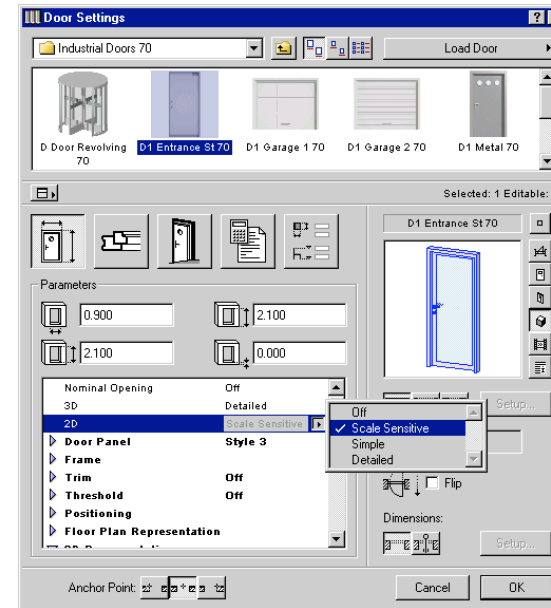 Door Settings
Industrial Doors 70
Load Door
D Door Revolving 70
D1 Entrance St 70
D1 Garage 1 70
D1 Garage 2 70
D1 Metal 70
Selected: 1 Editable:
D1 Entrance St 70
Parameters
0.900
2.100
2.100
0.000
Nominal Opening Off
3D Detailed
2D Scale Sensitive
Door Panel Style 3
Frame
Trim Off
Threshold Off
Positioning
Floor Plan Representation
Off
Scale Sensitive
Simple
Detailed
Setup...
Flip
Dimensions:
Setup...
Anchor Point:
Cancel
OK